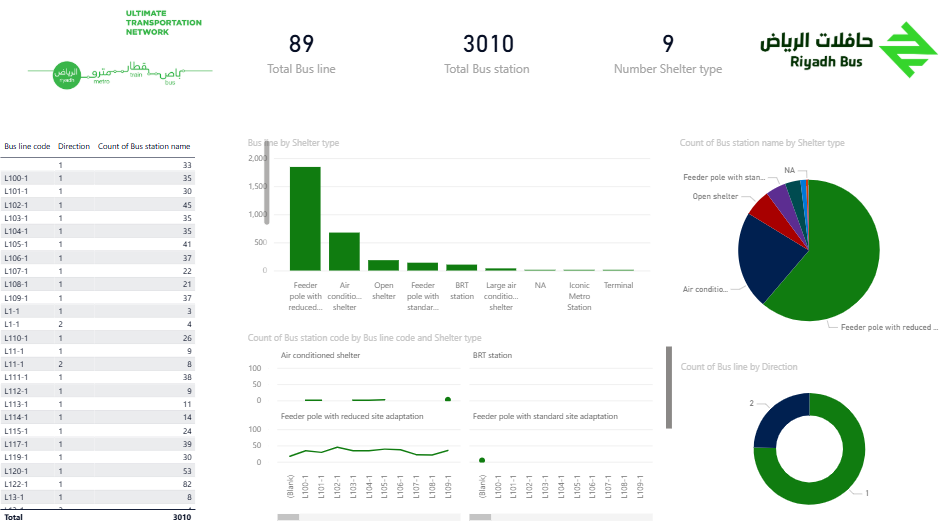 ULTIMATE
TRANSPORTATION
NETWORK
الرياض
riyadh
مترو
metro
قطار
train
باص
bus
89
Total Bus line
3010
Total Bus station
9
Number Shelter type
حافلات الرياض
Riyadh Bus
Bus line code Direction Count of Bus station name
1 33
L100-1 1 35
L101-1 1 30
L102-1 1 45
L103-1 1 35
L104-1 1 35
L105-1 1 41
L106-1 1 37
L107-1 1 22
L108-1 1 21
L109-1 1 37
L1-1 1 3
L1-1 2 4
L110-1 1 26
L11-1 1 9
L11-1 2 8
L111-1 1 38
L112-1 1 9
L113-1 1 11
L114-1 1 14
L115-1 1 24
L117-1 1 39
L119-1 1 30
L120-1 1 53
L122-1 1 82
L13-1 1 8
Total 3010
Bus line by Shelter type
2,000
1,500
1,000
500
0
Feeder
pole with
reduced...
Air
conditio...
shelter
Open
shelter
Feeder
pole with
standar...
BRT
station
Large air
conditio...
shelter
NA
Iconic
Metro
Station
Terminal
Count of Bus station code by Bus line code and Shelter type
Air conditioned shelter
BRT station
100
50
0
Feeder pole with reduced site adaptation
Feeder pole with standard site adaptation
100
50
0
(Blank)
L100-1
L101-1
L102-1
L103-1
L104-1
L105-1
L106-1
L107-1
L108-1
L109-1
(Blank)
L100-1
L101-1
L102-1
L103-1
L104-1
L105-1
L106-1
L107-1
L108-1
L109-1
Count of Bus station name by Shelter type
NA
Feeder pole with stan...
Open shelter
Air conditio...
Feeder pole with reduced ...
Count of Bus line by Direction
2
1